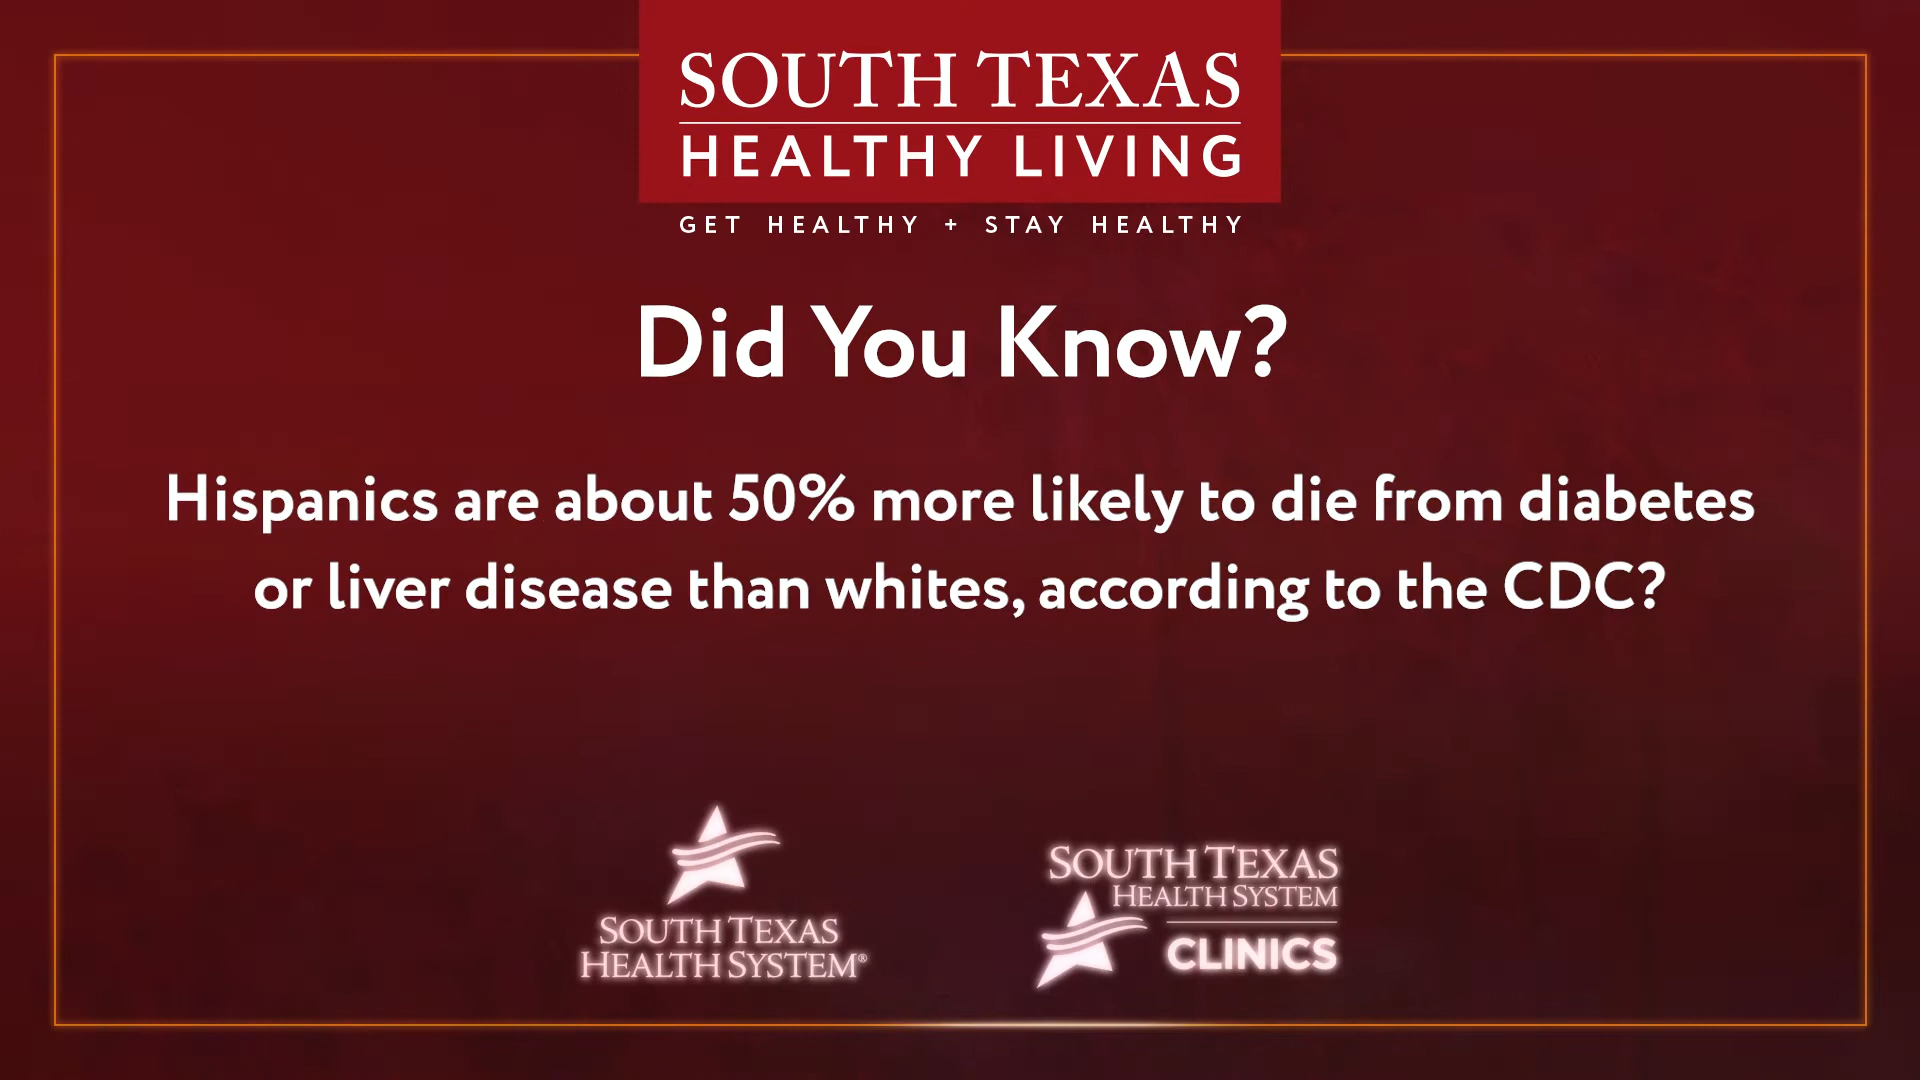 SOUTH TEXAS
HEALTHY LIVING
GET HEALTHY + STAY HEALTHY
Did You Know?
Hispanics are about 50% more likely to die from diabetes
or liver disease than whites, according to the CDC?
SOUTH TEXAS
HEALTH SYSTEM®
SOUTH TEXAS
HEALTH SYSTEM
CLINICS